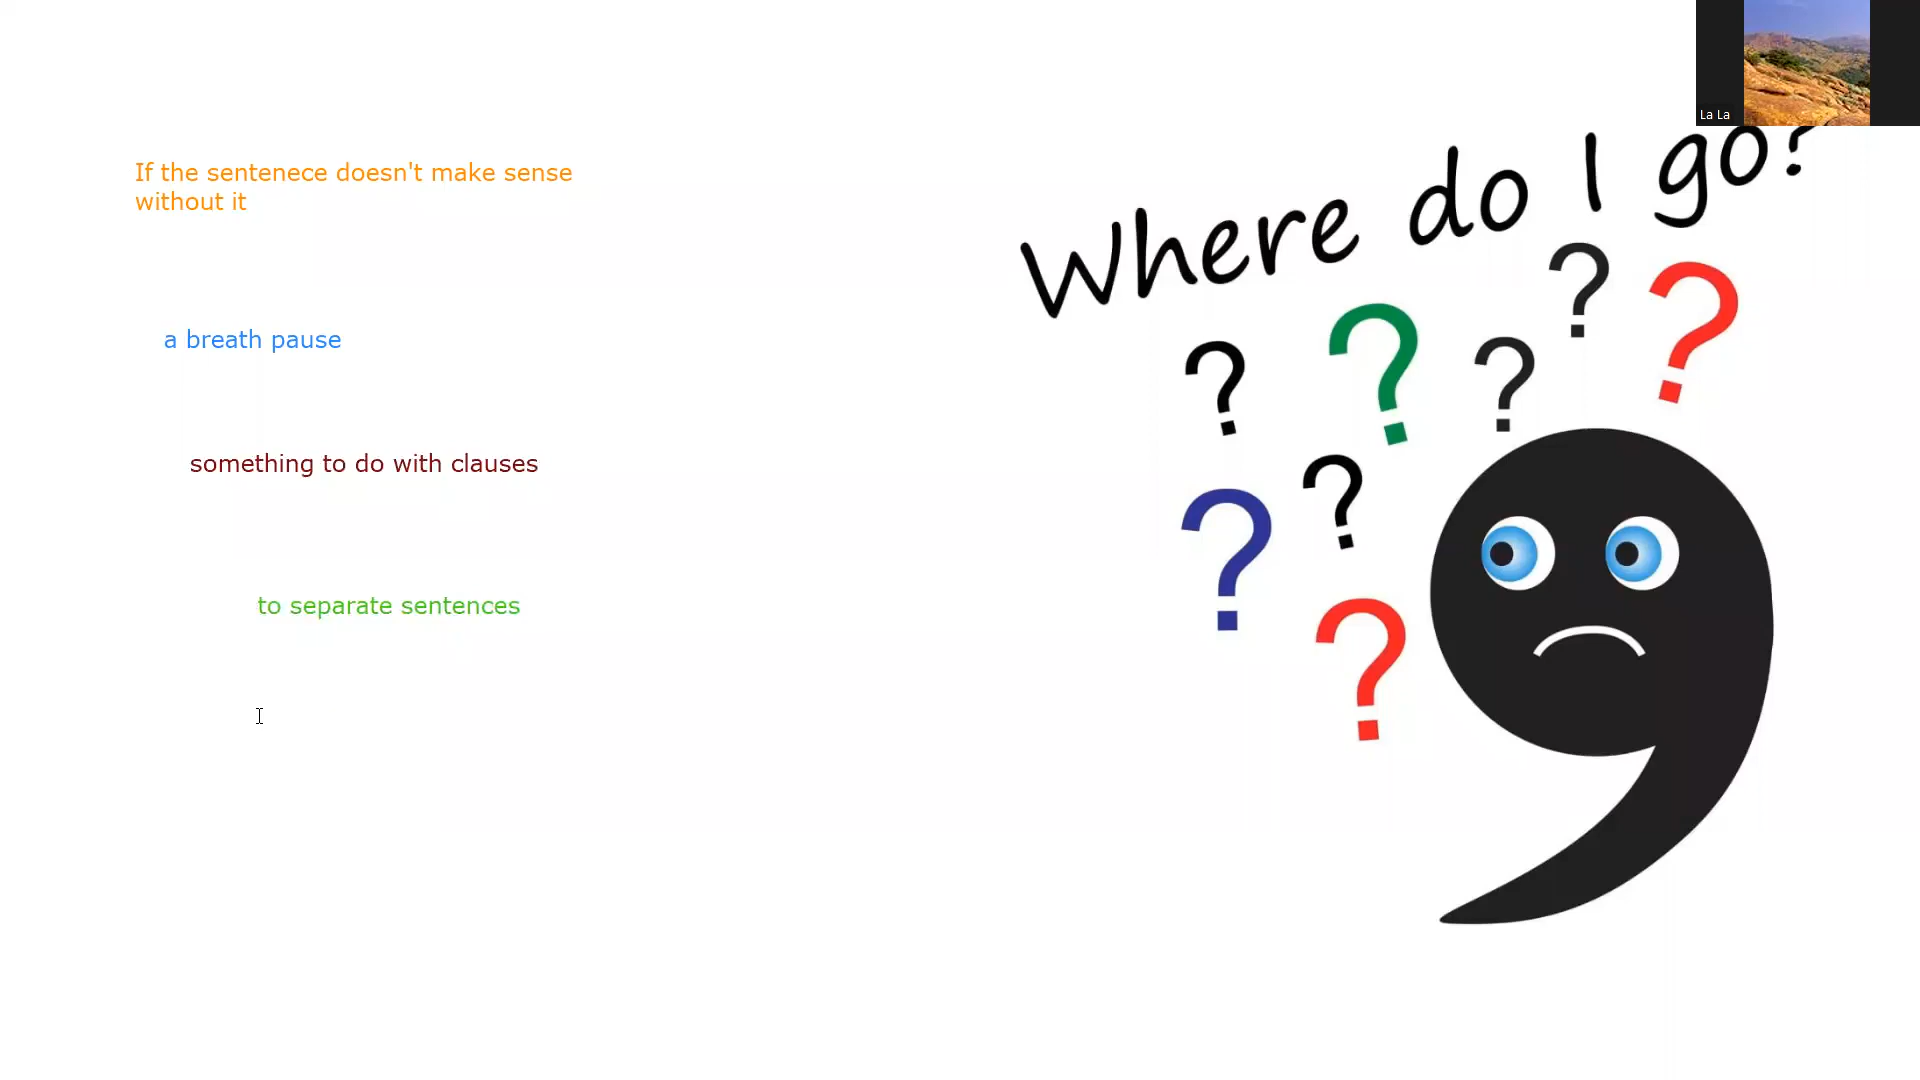 La La
If the sentenece doesn't make sense
without it
Where do I go?
a breath pause
? ? ? ? ?
something to do with clauses
? ?
to separate sentences
?